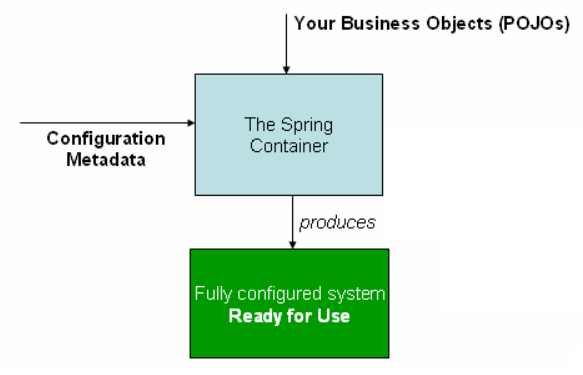 Your Business Objects (POJOs)
The Spring
Container
Configuration
Metadata
produces
Fully configured system
Ready for Use